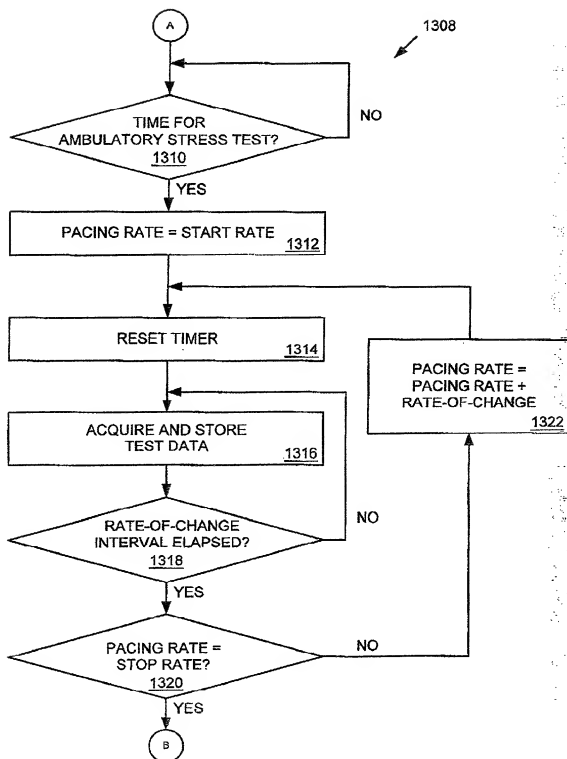 A
1308
TIME FOR
AMBULATORY STRESS TEST?
1310
NO
YES
PACING RATE = START RATE
1312
RESET TIMER
1314
PACING RATE =
PACING RATE +
RATE-OF-CHANGE
1322
ACQUIRE AND STORE
TEST DATA
1316
RATE-OF-CHANGE
INTERVAL ELAPSED?
1318
NO
YES
PACING RATE =
STOP RATE?
1320
NO
YES
B